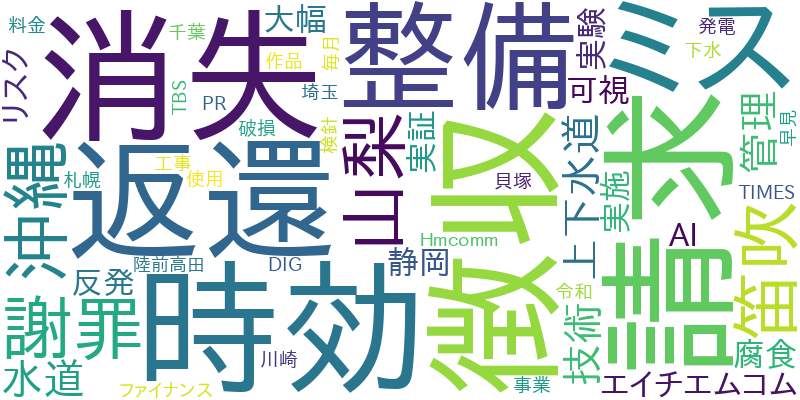 料金
千葉
大幅
整備
実験
発電
ミス
消失
作品
毎月
下水
リスク
TBS
PR
埼玉
可視
破損
検針
山梨
実証
徴収
請求
上下水道
管理
早見
沖縄
返還
工事
札幌
使用
貝塚
実施
TIMES
笛吹
Hmcomm
AI
陸前高田
DIG
静岡
反発
時効
謝罪
令和
技術
腐食
川崎
水道
ファイナンス
事業
エイチエムコム